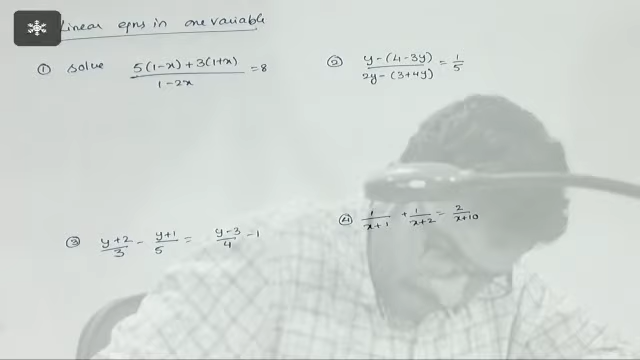 Linear eqns in one variable
① solve (5(1-x)+3(1+x))/(1-2x) = 8
② (y-(4-3y))/(2y-(3+4y)) = 1/5
③ (y+2)/3 - (y+1)/5 = (y-3)/4 - 1
④ 1/(x+1) + 1/(x+2) = 2/(x+10)